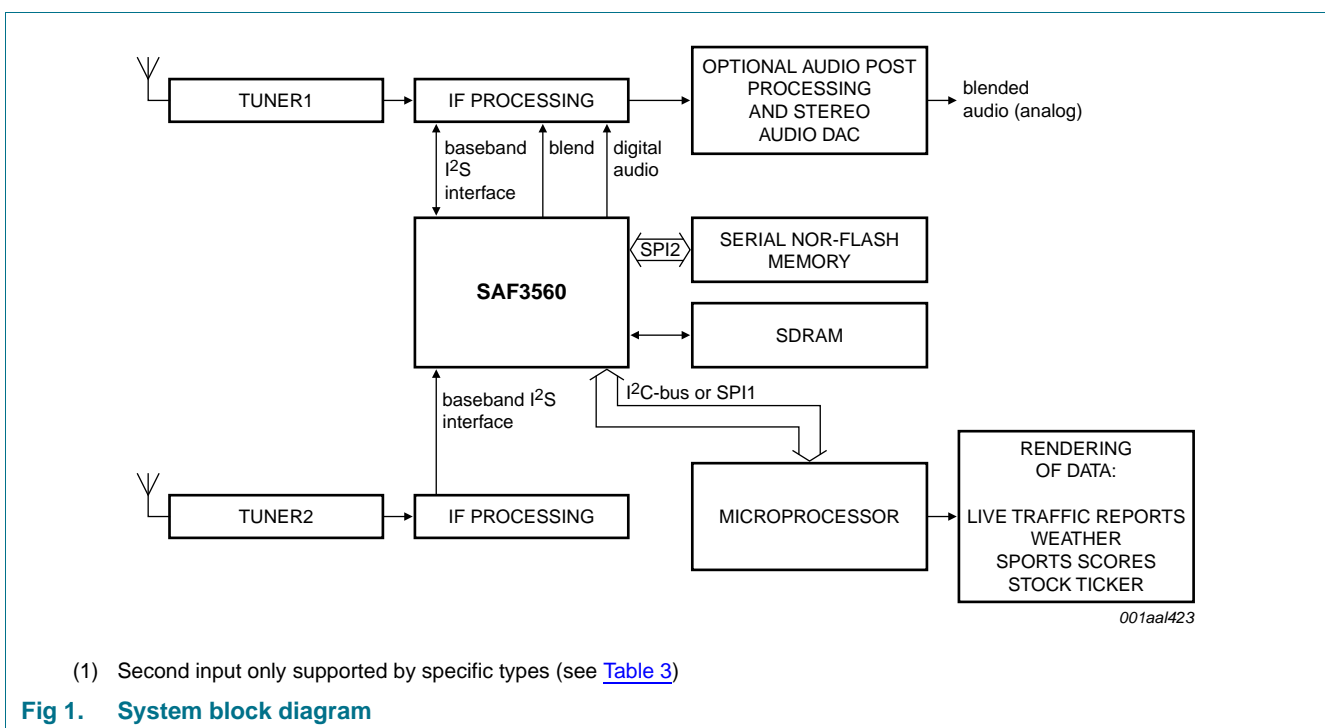 TUNER1
IF PROCESSING
OPTIONAL AUDIO POST
PROCESSING
AND STEREO
AUDIO DAC
blended
audio (analog)
baseband
I²S
interface
blend
digital
audio
SAF3560
SPI2
SERIAL NOR-FLASH
MEMORY
SDRAM
baseband I²S
interface
I²C-bus or SPI1
TUNER2
IF PROCESSING
MICROPROCESSOR
RENDERING
OF DATA:
LIVE TRAFFIC REPORTS
WEATHER
SPORTS SCORES
STOCK TICKER
001aal423
(1) Second input only supported by specific types (see Table 3)
Fig 1. System block diagram